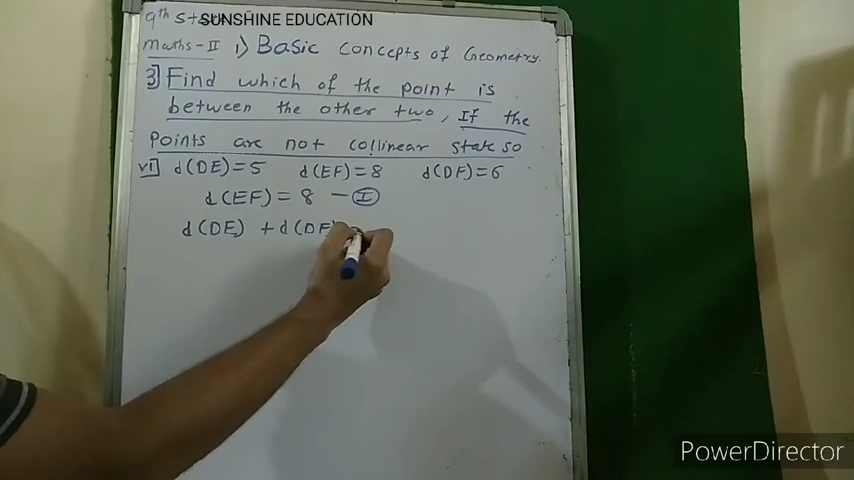 9th St
SUNSHINE EDUCATION
Maths-II 1) Basic Concepts of Geometry.
3] Find which of the point is
between the other two, If the
Points are not collinear state so
vi] d(DE)=5 d(EF)=8 d(DF)=6
d(EF) = 8 — I
d(DE) + d(DF)
PowerDirector